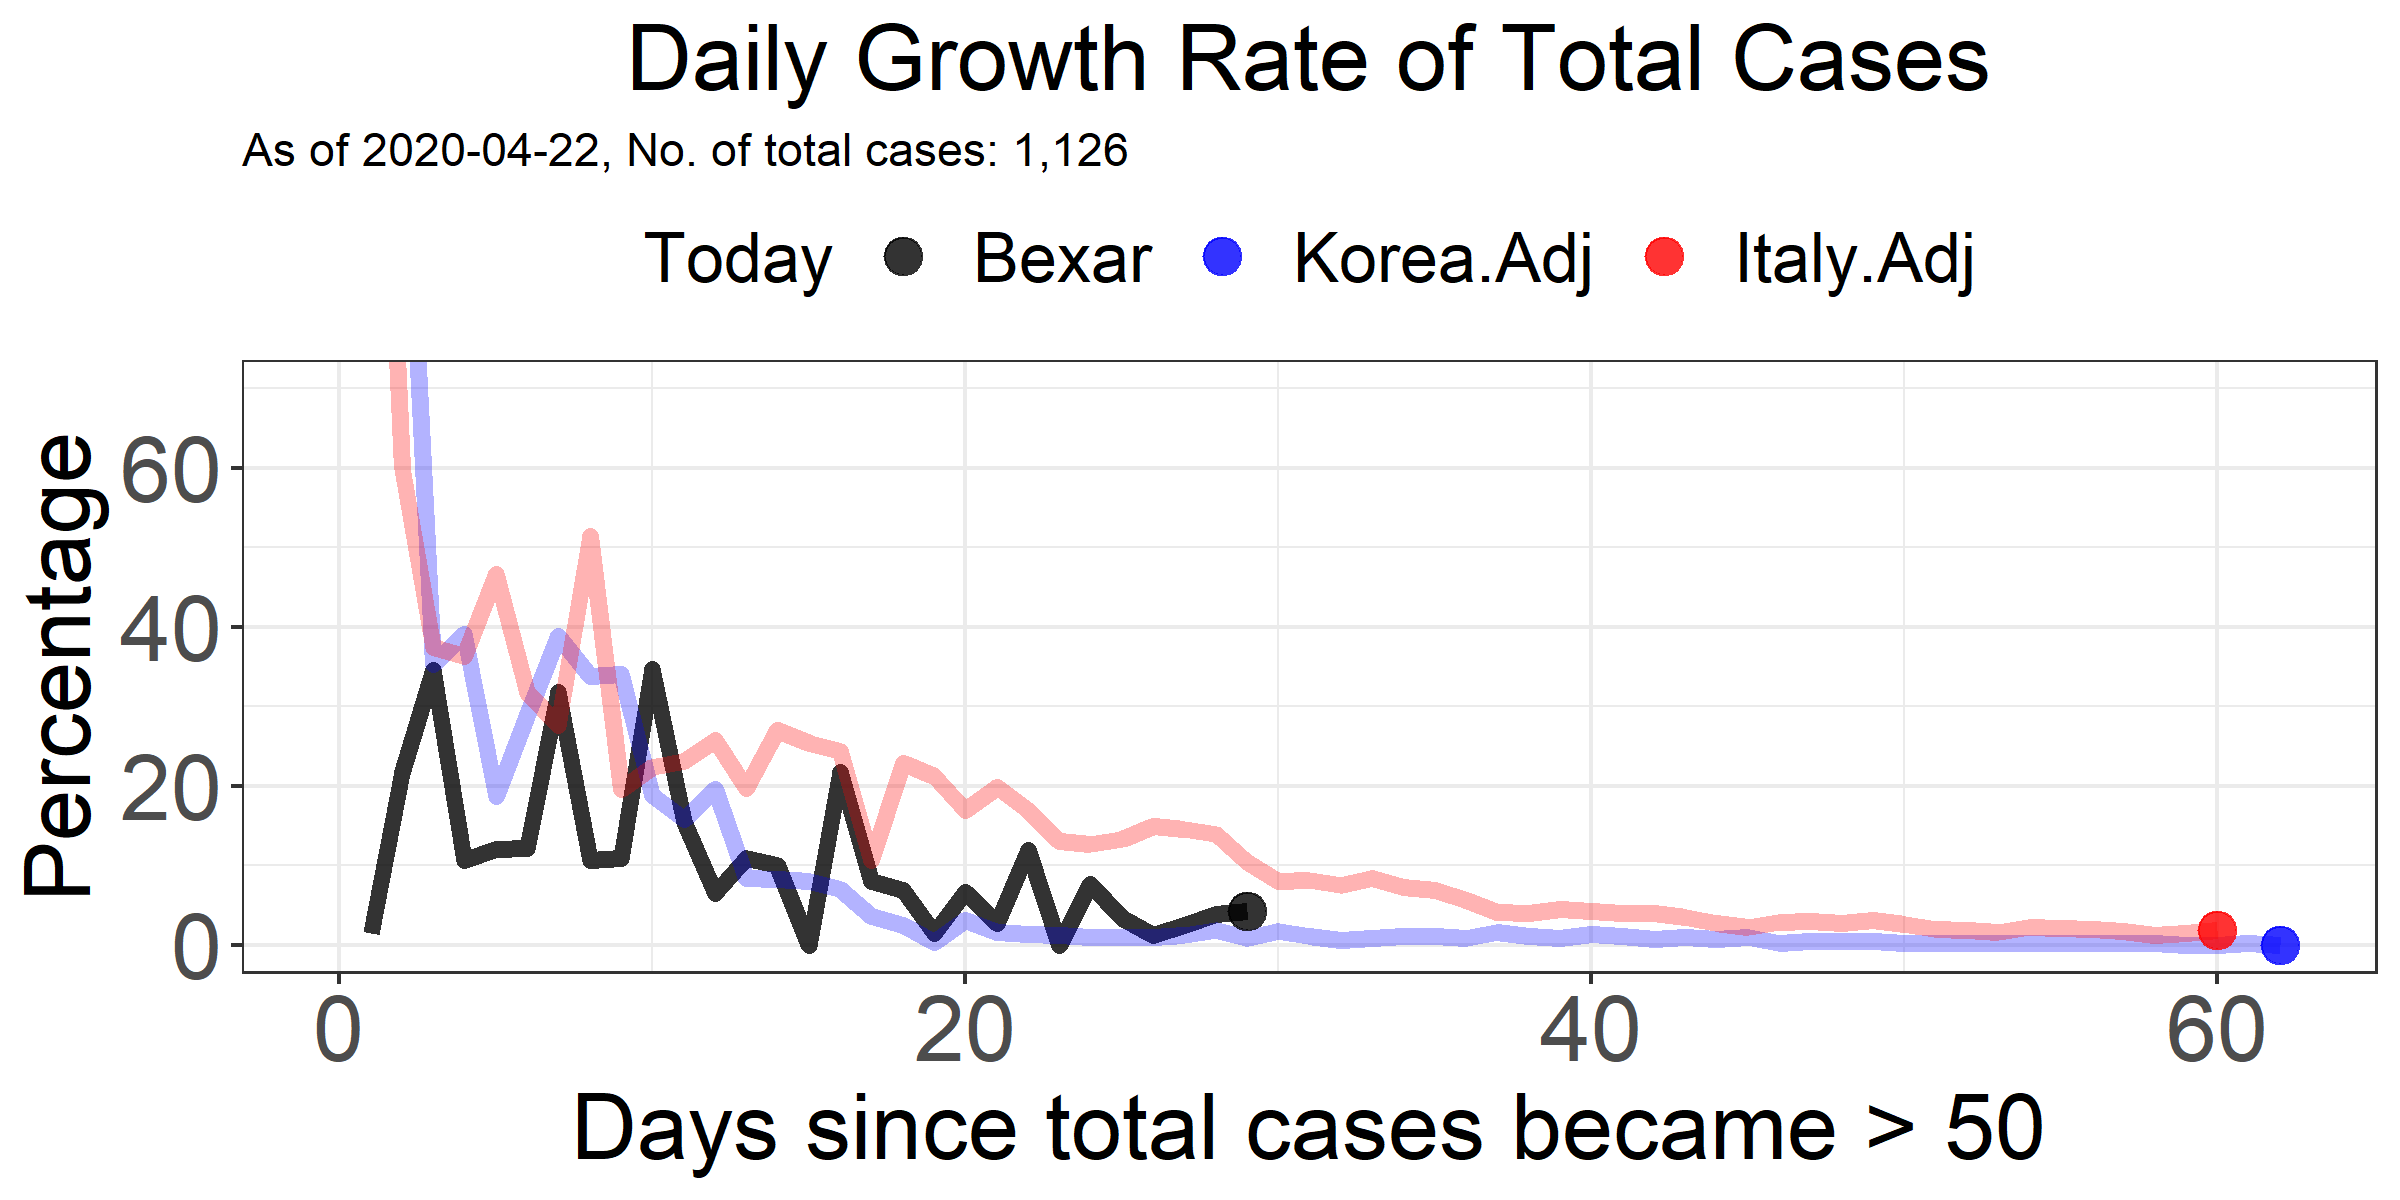 Daily Growth Rate of Total Cases
As of 2020-04-22, No. of total cases: 1,126
Today Bexar Korea.Adj Italy.Adj
Percentage
60
40
20
0
0 20 40 60
Days since total cases became > 50